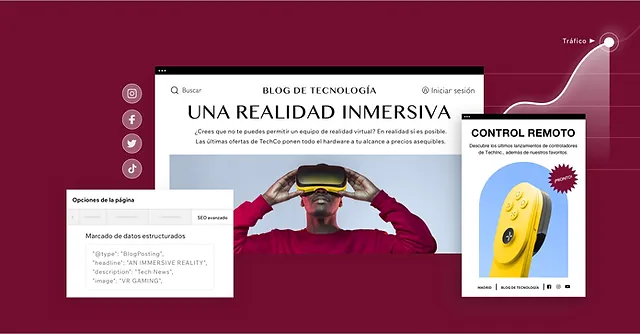 Tráfico
Buscar
BLOG DE TECNOLOGÍA
Iniciar sesión
UNA REALIDAD INMERSIVA
¿Crees que no te puedes permitir un equipo de realidad virtual? En realidad sí es posible.
Las últimas ofertas de TechCo ponen todo el hardware a tu alcance a precios asequibles.
CONTROL REMOTO
Descubre los últimos lanzamientos de controladores
de TechInc., además de nuestros favoritos.
¡PRONTO!
MADRID
BLOG DE TECNOLOGÍA
Opciones de la página
SEO avanzado
Marcado de datos estructurados
"@type": "BlogPosting",
"headline": "AN IMMERSIVE REALITY",
"description": "Tech News",
"image": "VR GAMING",